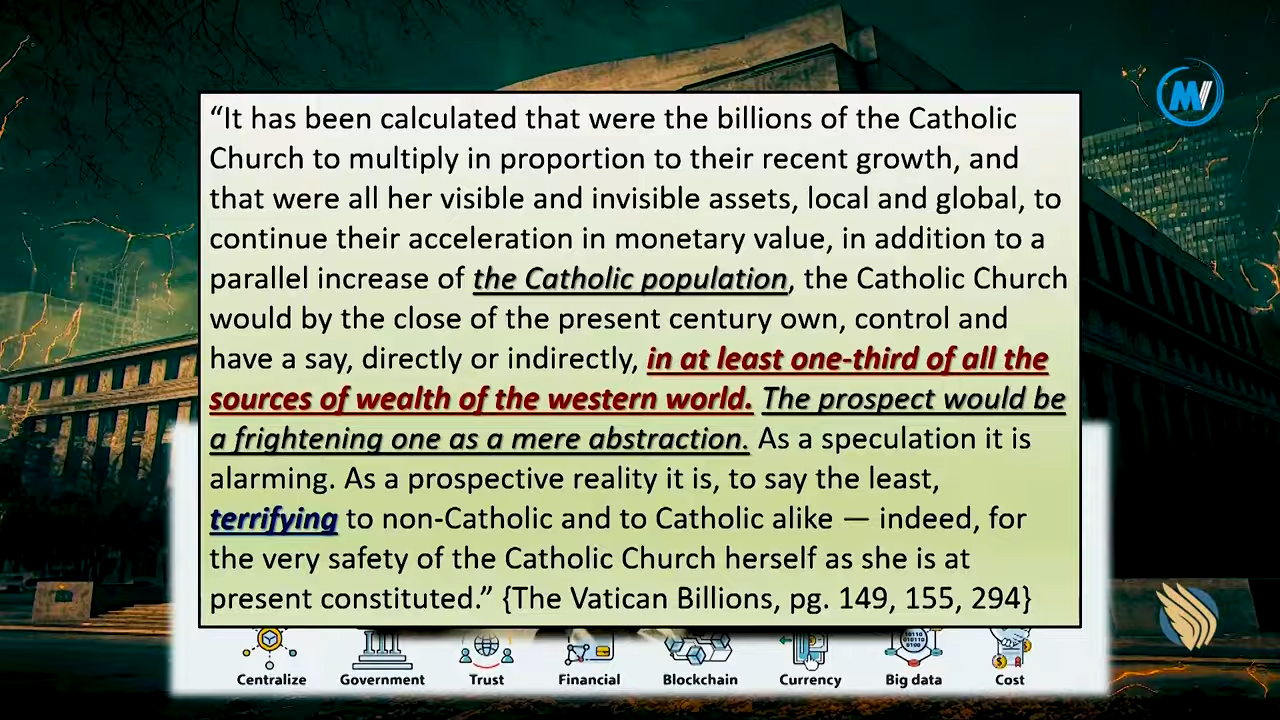 “It has been calculated that were the billions of the Catholic
Church to multiply in proportion to their recent growth, and
that were all her visible and invisible assets, local and global, to
continue their acceleration in monetary value, in addition to a
parallel increase of the Catholic population, the Catholic Church
would by the close of the present century own, control and
have a say, directly or indirectly, in at least one-third of all the
sources of wealth of the western world. The prospect would be
a frightening one as a mere abstraction. As a speculation it is
alarming. As a prospective reality it is, to say the least,
terrifying to non-Catholic and to Catholic alike — indeed, for
the very safety of the Catholic Church herself as she is at
present constituted.” {The Vatican Billions, pg. 149, 155, 294}
Centralize Government Trust Financial Blockchain Currency Big data Cost